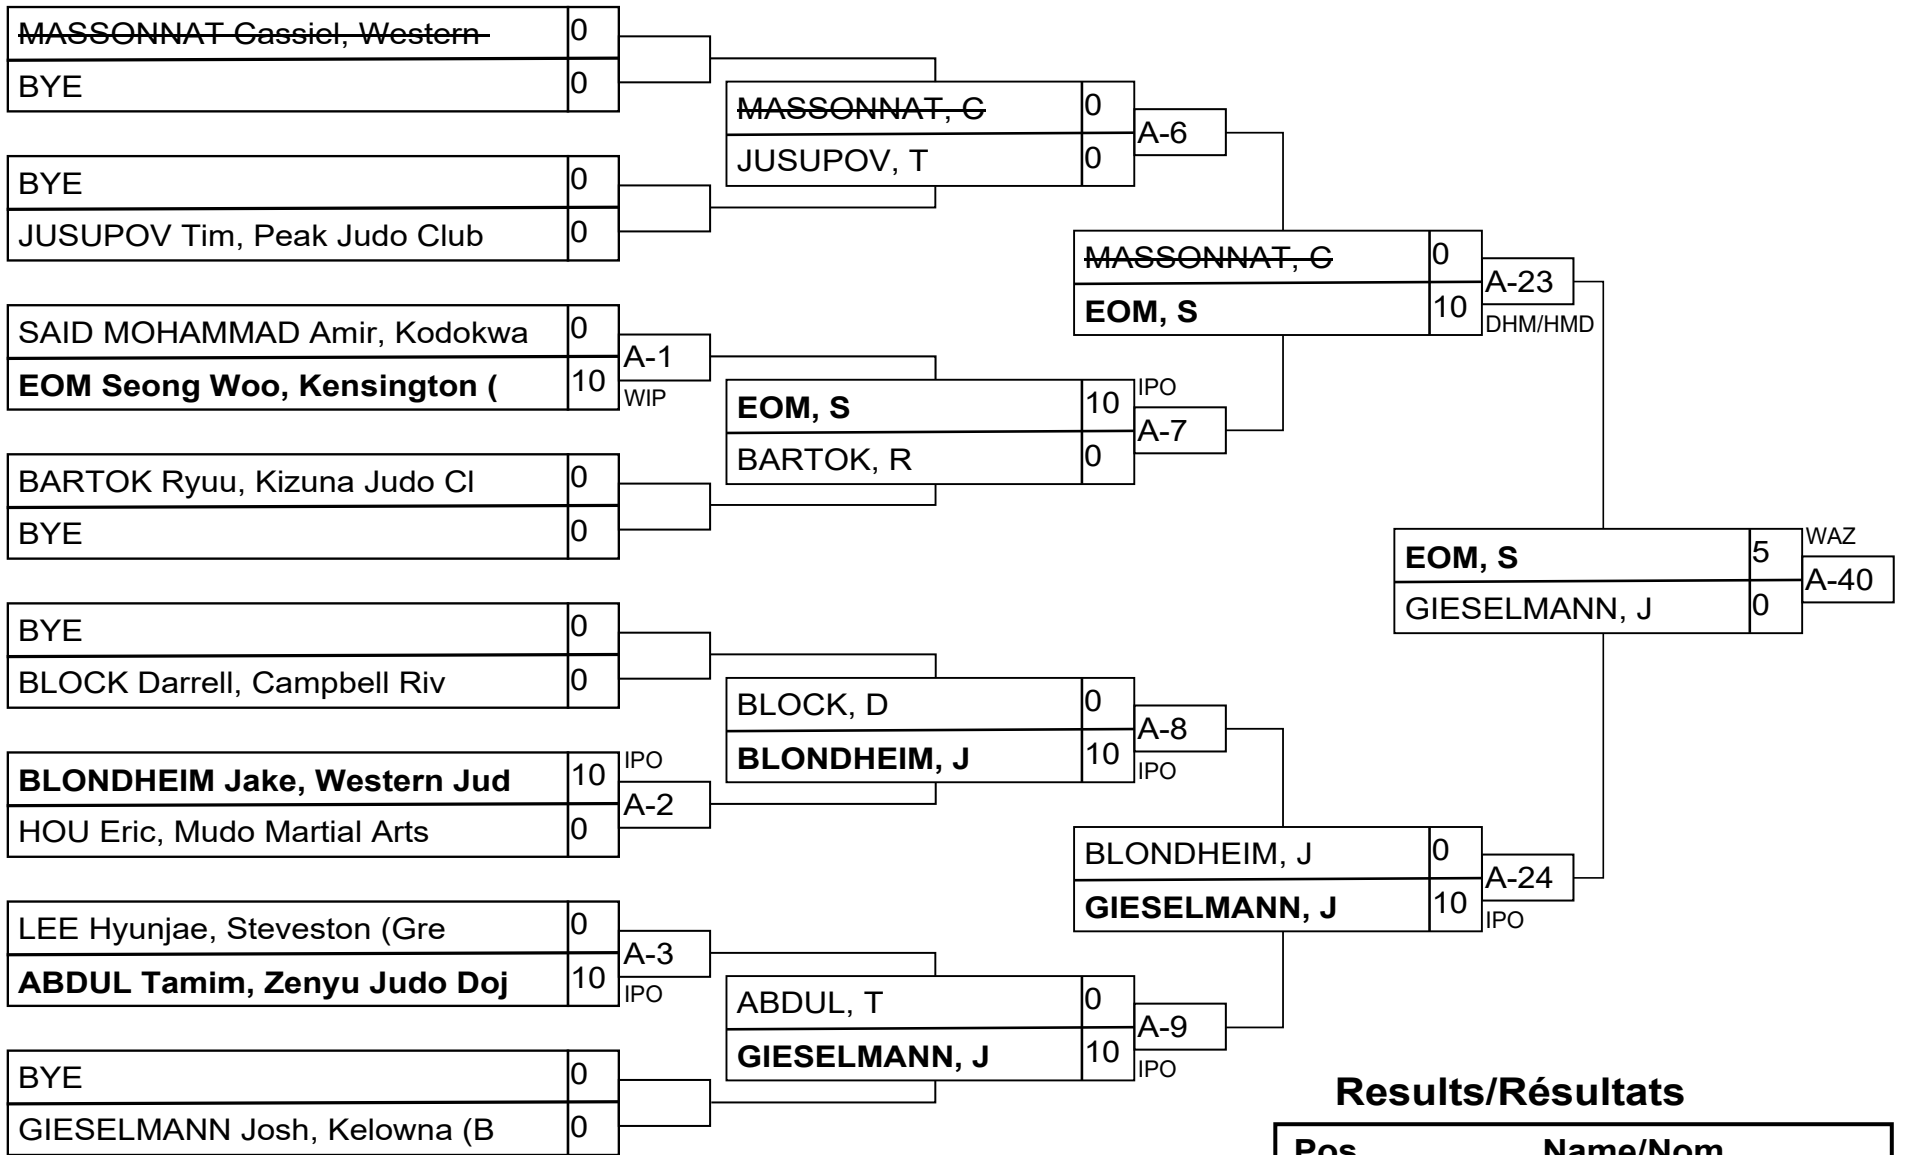 MASSONNAT Cassiel, Western 0
BYE 0
BYE 0
JUSUPOV Tim, Peak Judo Club 0
SAID MOHAMMAD Amir, Kodokwa 0
EOM Seong Woo, Kensington ( 10
A-1
WIP
BARTOK Ryuu, Kizuna Judo Cl 0
BYE 0
BYE 0
BLOCK Darrell, Campbell Riv 0
BLONDHEIM Jake, Western Jud 10
HOU Eric, Mudo Martial Arts 0
IPO
A-2
LEE Hyunjae, Steveston (Gre 0
ABDUL Tamim, Zenyu Judo Doj 10
A-3
IPO
BYE 0
GIESELMANN Josh, Kelowna (B 0
MASSONNAT, C 0
JUSUPOV, T 0
A-6
EOM, S 10
BARTOK, R 0
IPO
A-7
BLOCK, D 0
BLONDHEIM, J 10
A-8
IPO
ABDUL, T 0
GIESELMANN, J 10
A-9
IPO
MASSONNAT, C 0
EOM, S 10
A-23
DHM/HMD
BLONDHEIM, J 0
GIESELMANN, J 10
A-24
IPO
EOM, S 5
GIESELMANN, J 0
WAZ
A-40
Results/Résultats
Pos Name/Nom